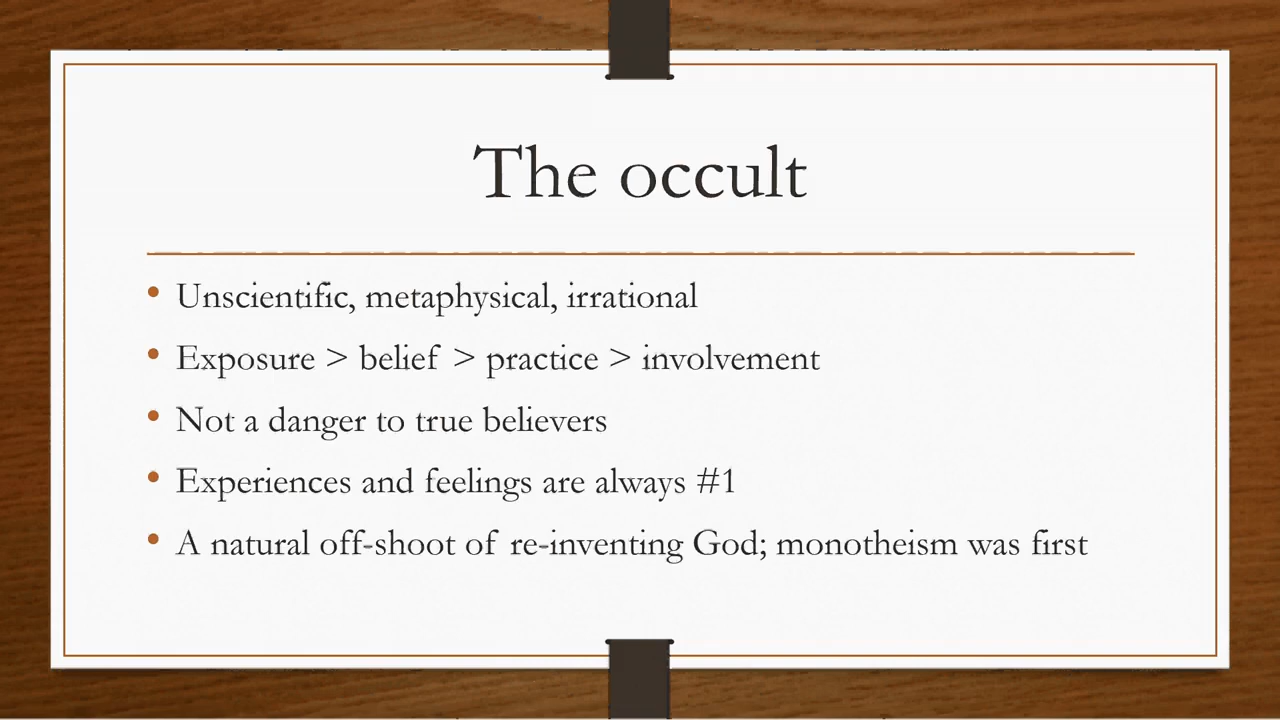 The occult
• Unscientific, metaphysical, irrational
• Exposure > belief > practice > involvement
• Not a danger to true believers
• Experiences and feelings are always #1
• A natural off-shoot of re-inventing God; monotheism was first